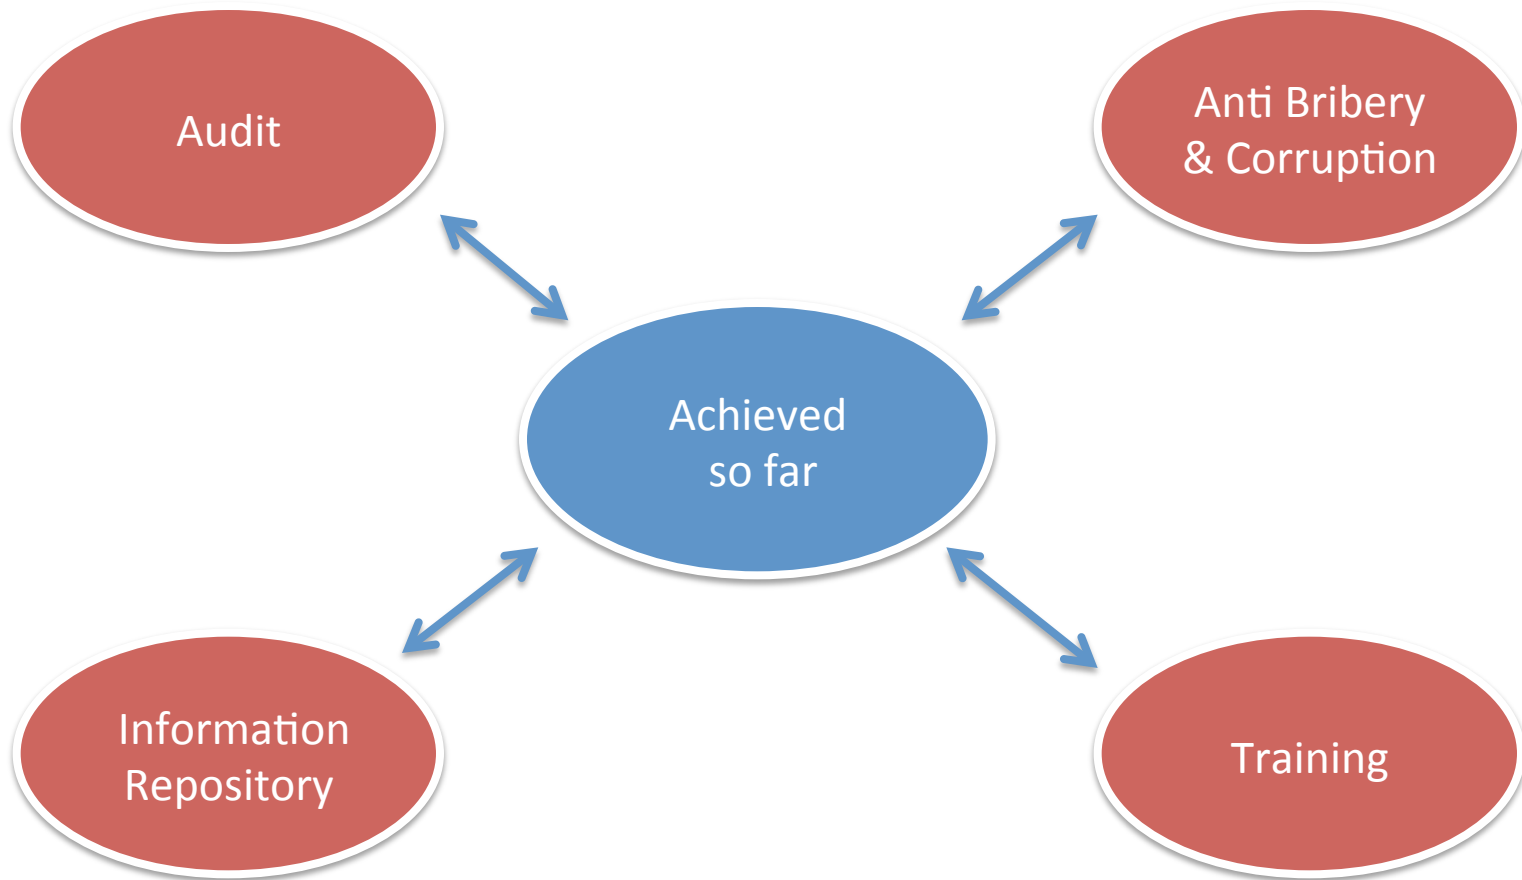 Audit
Anti Bribery
& Corruption
Achieved
so far
Information
Repository
Training